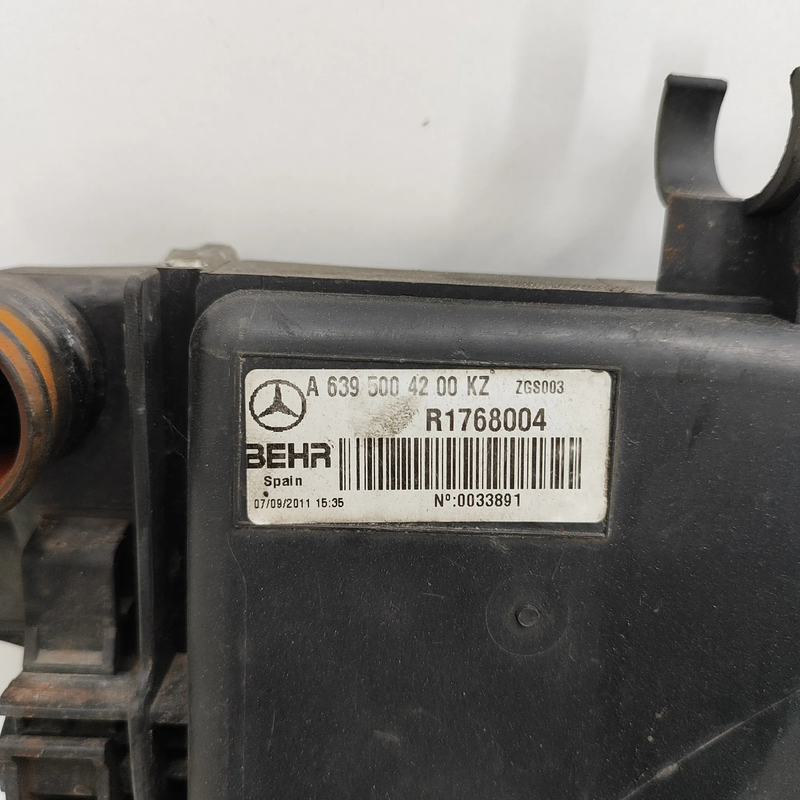 A 639 500 42 00 KZ ZGS003
R1768004
BEHR
Spain
07/09/2011 15:35
Nº:0033891